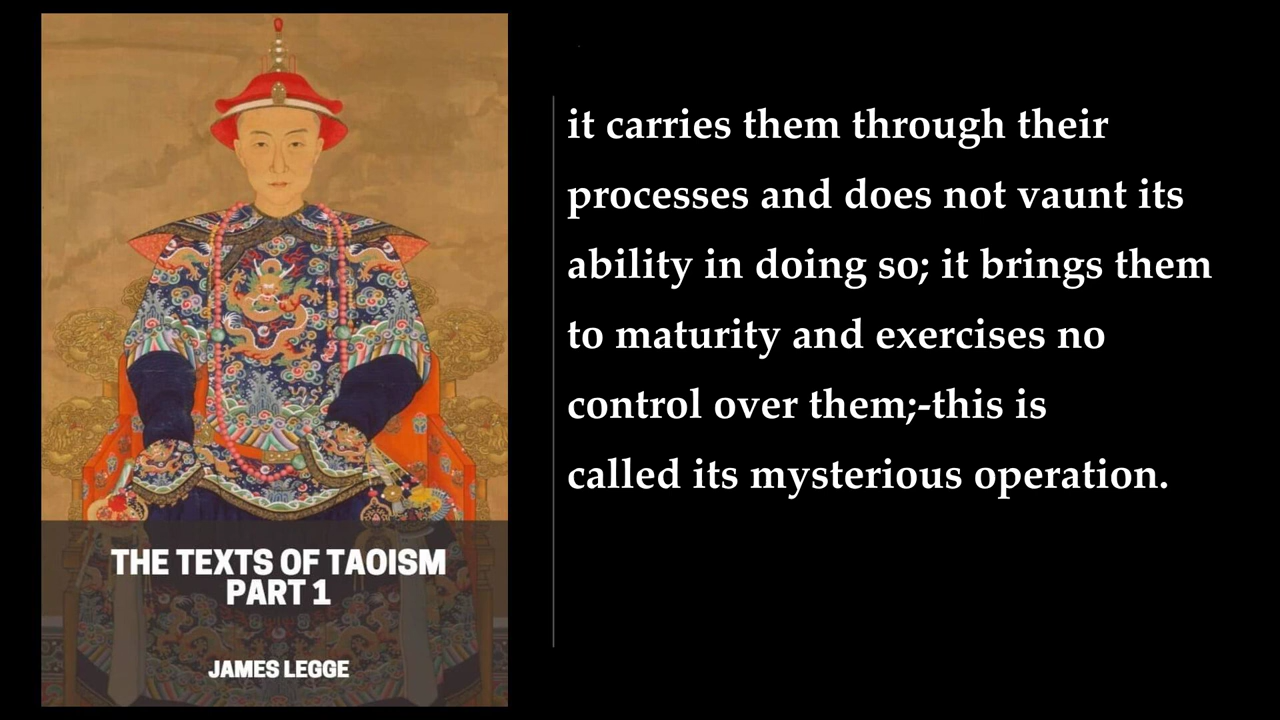 THE TEXTS OF TAOISM
PART 1
JAMES LEGGE
it carries them through their
processes and does not vaunt its
ability in doing so; it brings them
to maturity and exercises no
control over them;-this is
called its mysterious operation.